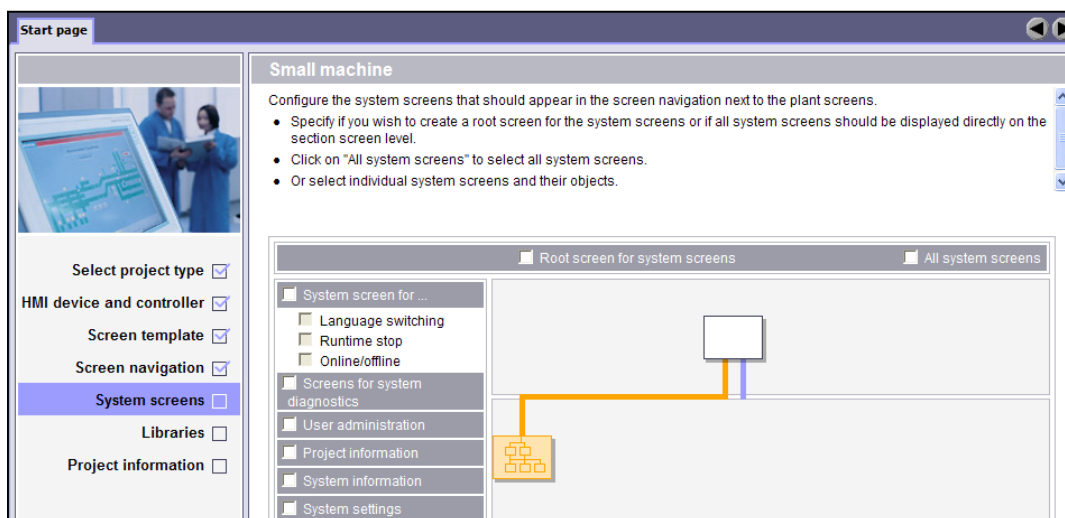 Start page
Small machine
Configure the system screens that should appear in the screen navigation next to the plant screens.
• Specify if you wish to create a root screen for the system screens or if all system screens should be displayed directly on the
section screen level.
• Click on "All system screens" to select all system screens.
• Or select individual system screens and their objects.
Select project type
HMI device and controller
Screen template
Screen navigation
System screens
Libraries
Project information
Root screen for system screens
All system screens
System screen for ...
Language switching
Runtime stop
Online/offline
Screens for system
diagnostics
User administration
Project information
System information
System settings